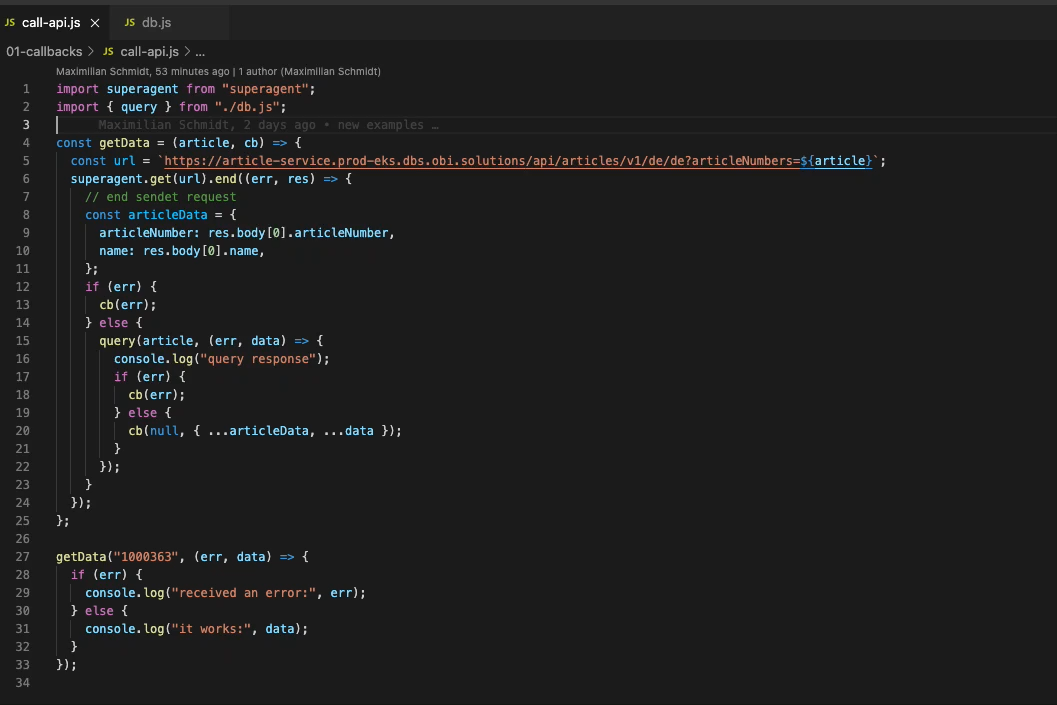 JS call-api.js ×
JS db.js
01-callbacks > JS call-api.js > ...
Maximilian Schmidt, 53 minutes ago | 1 author (Maximilian Schmidt)
1 import superagent from "superagent";
2 import { query } from "./db.js";
3 Maximilian Schmidt, 2 days ago • new examples …
4 const getData = (article, cb) => {
5 const url = `https://article-service.prod-eks.dbs.obi.solutions/api/articles/v1/de/de?articleNumbers=${article}`;
6 superagent.get(url).end((err, res) => {
7 // end sendet request
8 const articleData = {
9 articleNumber: res.body[0].articleNumber,
10 name: res.body[0].name,
11 };
12 if (err) {
13 cb(err);
14 } else {
15 query(article, (err, data) => {
16 console.log("query response");
17 if (err) {
18 cb(err);
19 } else {
20 cb(null, { ...articleData, ...data });
21 }
22 });
23 }
24 });
25 };
26
27 getData("1000363", (err, data) => {
28 if (err) {
29 console.log("received an error:", err);
30 } else {
31 console.log("it works:", data);
32 }
33 });
34